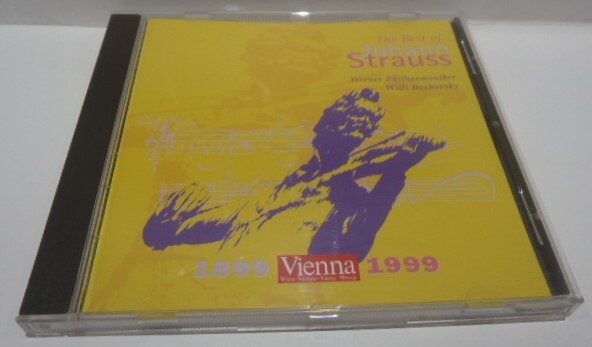 The Best of
Johann
Strauss
Wiener Philharmoniker
Willi Boskovsky
1899 Vienna 1999